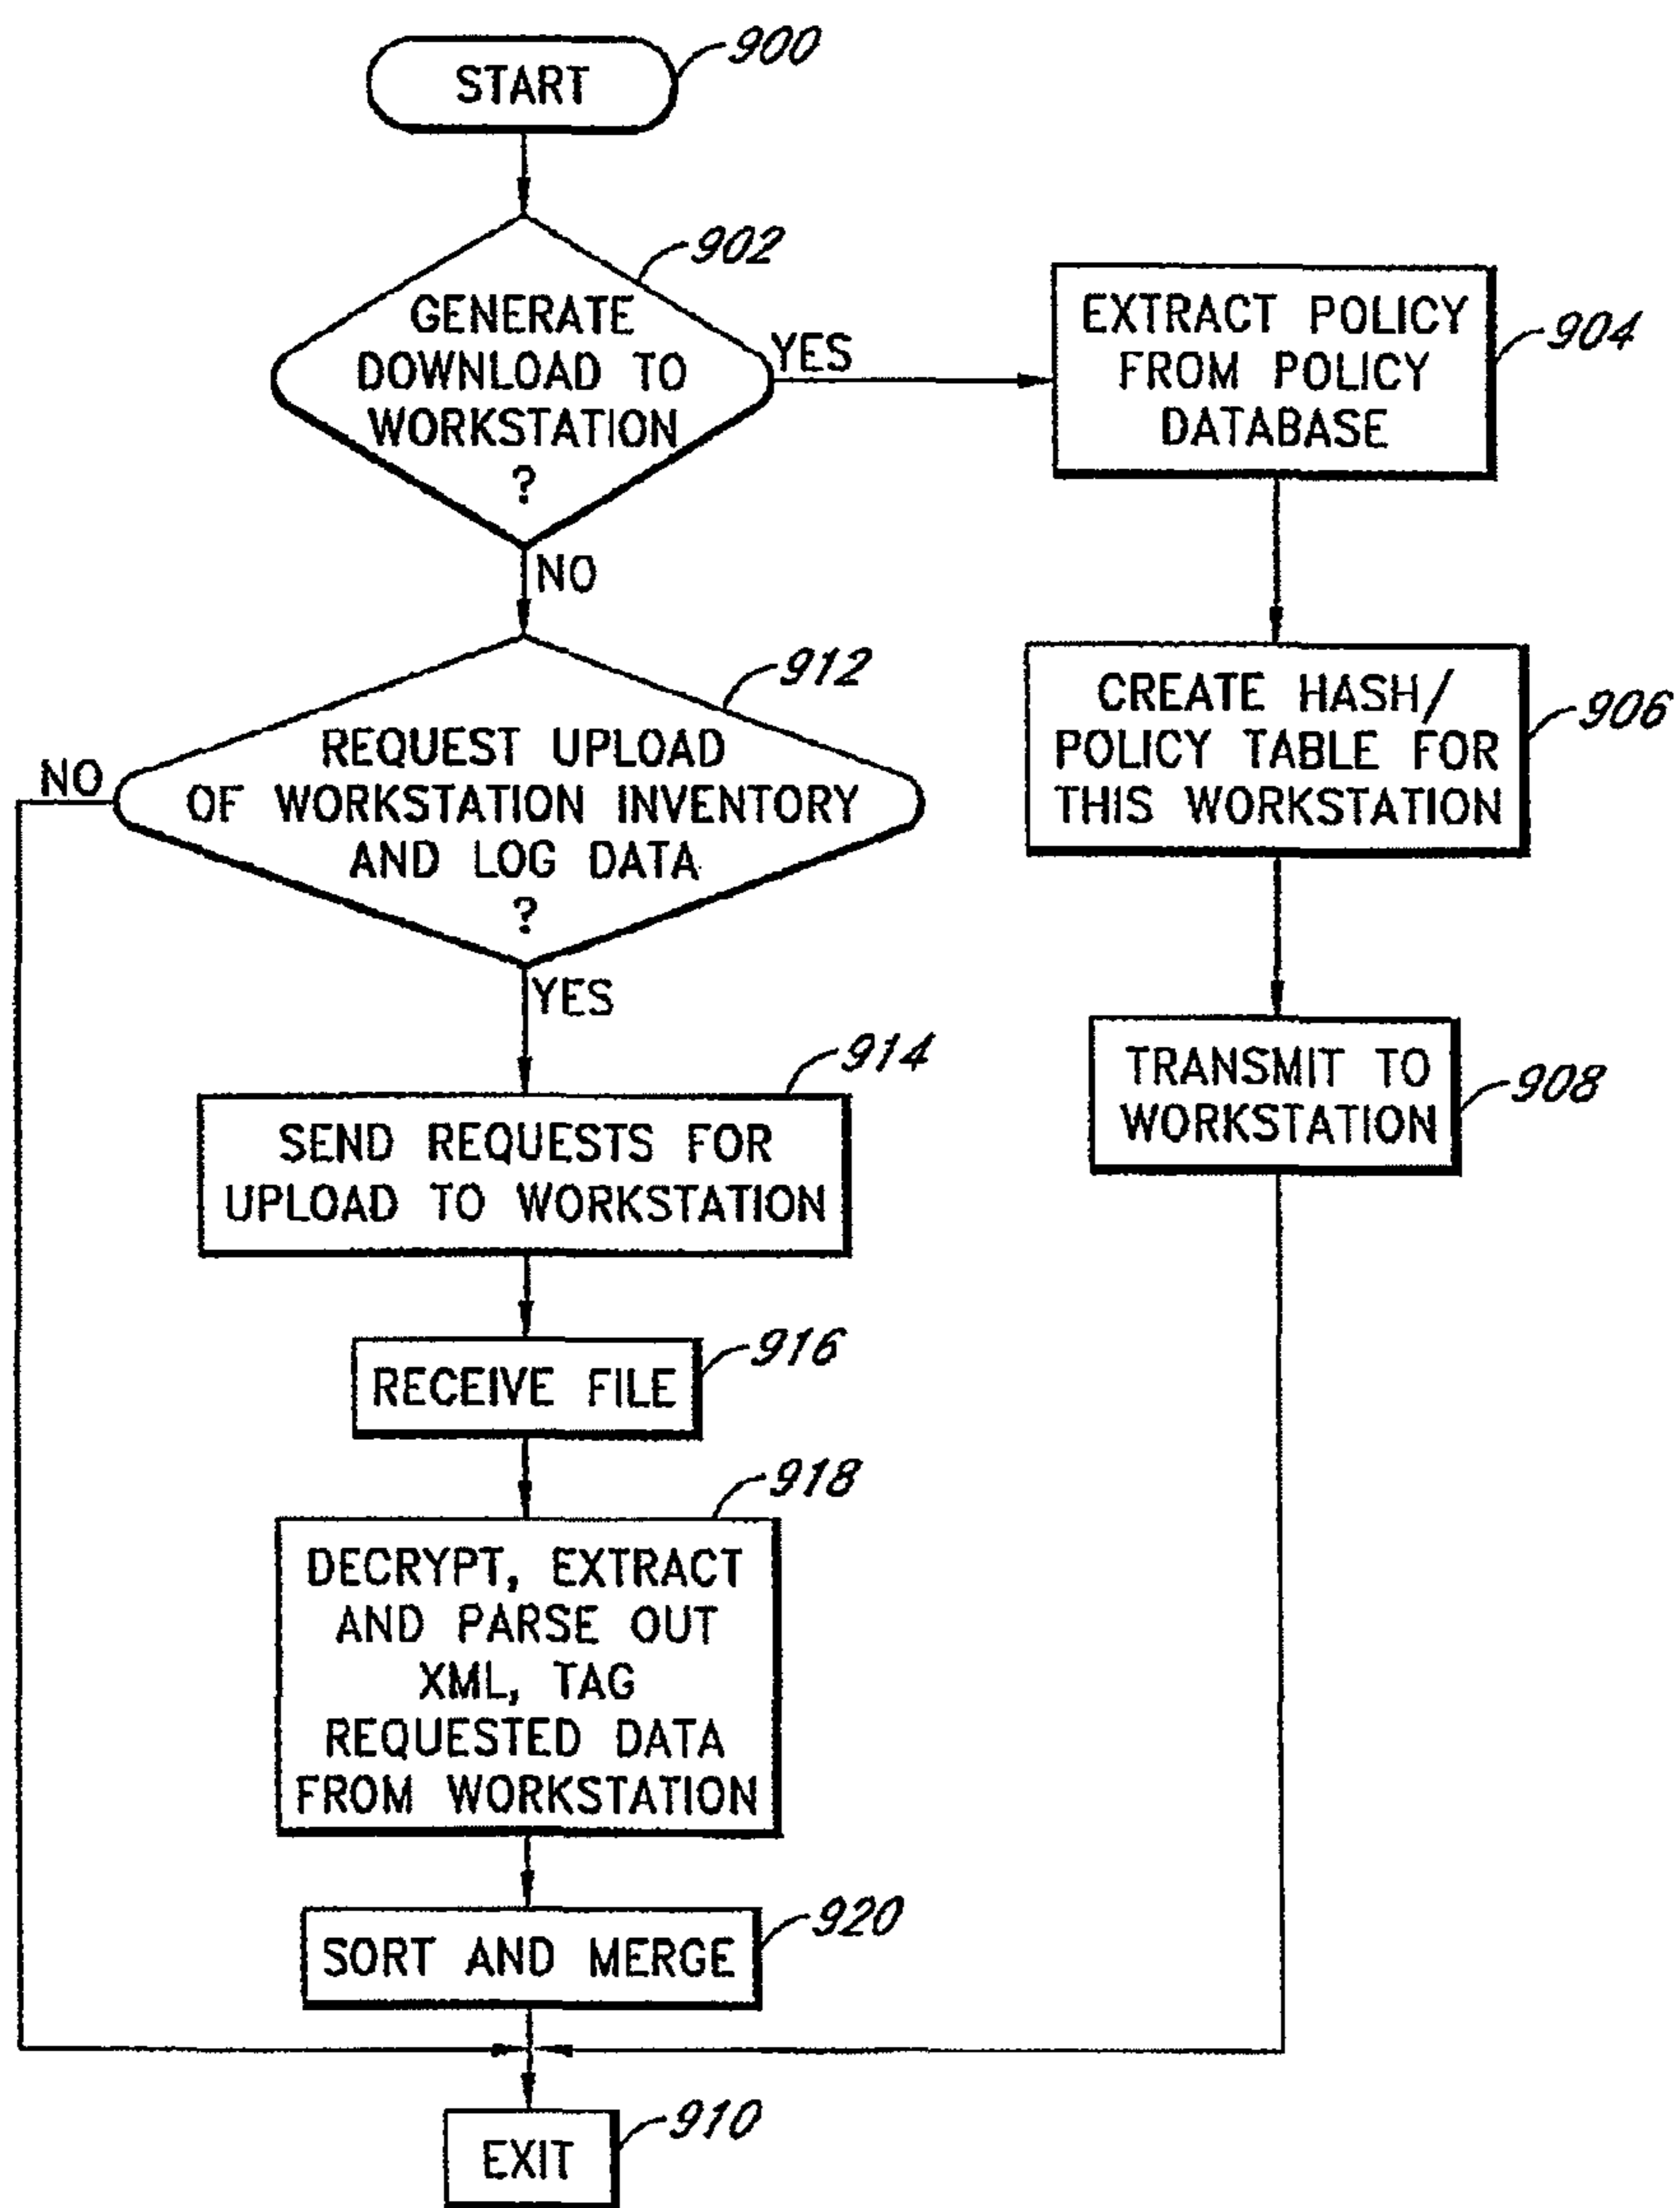 START
900
GENERATE
DOWNLOAD TO
WORKSTATION
?
902
YES
EXTRACT POLICY
FROM POLICY
DATABASE
904
NO
CREATE HASH/
POLICY TABLE FOR
THIS WORKSTATION
906
REQUEST UPLOAD
OF WORKSTATION INVENTORY
AND LOG DATA
?
912
NO
YES
TRANSMIT TO
WORKSTATION
908
SEND REQUESTS FOR
UPLOAD TO WORKSTATION
914
RECEIVE FILE
916
DECRYPT, EXTRACT
AND PARSE OUT
XML, TAG
REQUESTED DATA
FROM WORKSTATION
918
SORT AND MERGE
920
EXIT
910